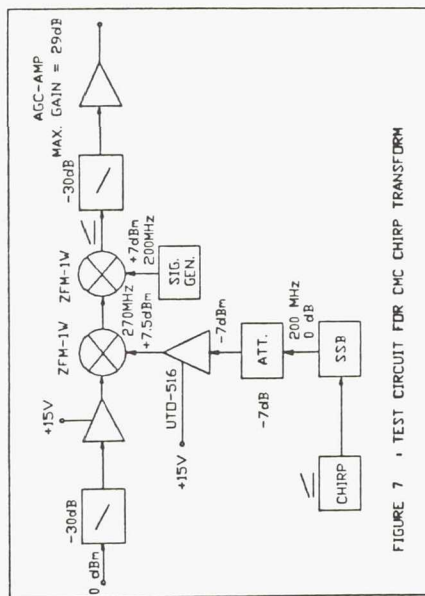 AGC-AMP
MAX. GAIN = 29dB
-30dB
ZFM-1W
ZFM-1W
+15V
-30dB
0 dBm
+7dBm
200MHz
SIG.
GEN.
270MHz
+7.5dBm
UTO-516
+15V
-7dBm
ATT.
-7dB
200 MHz
0 dB
SSB
CHIRP
FIGURE 7 : TEST CIRCUIT FOR CMC CHIRP TRANSFORM